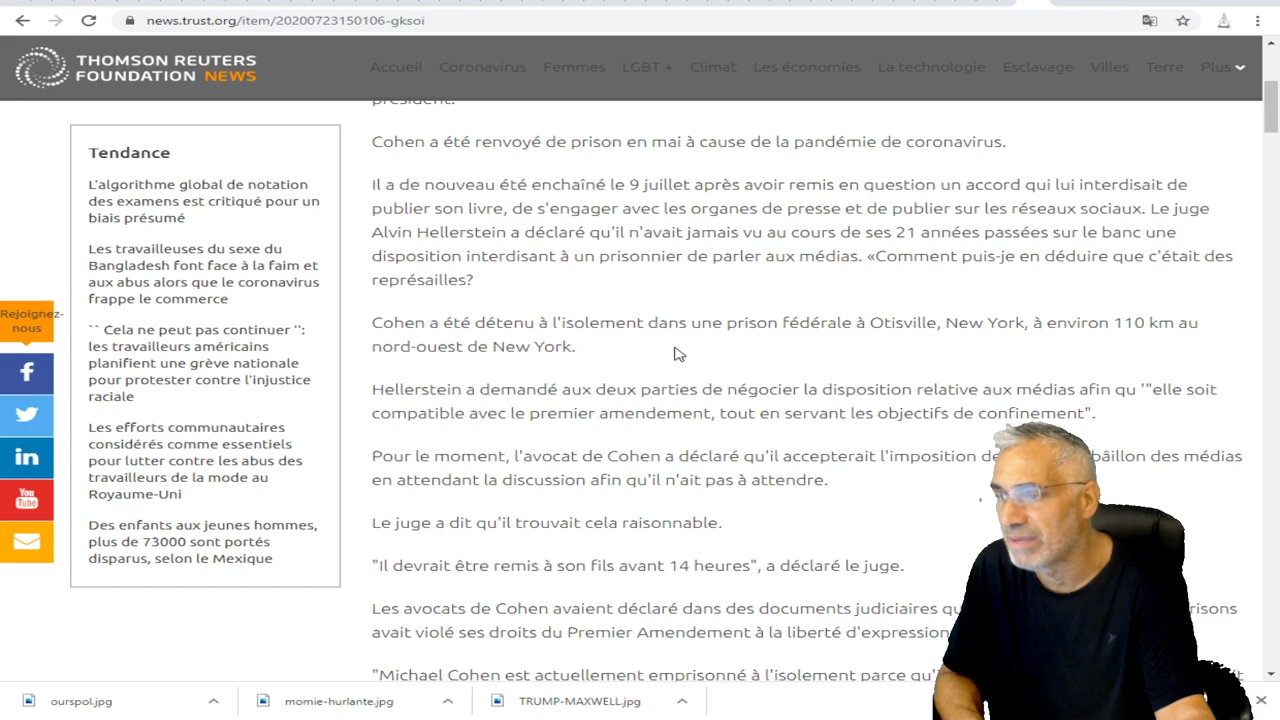 news.trust.org/item/20200723150106-gksoi
THOMSON REUTERS
FOUNDATION NEWS
Accueil Coronavirus Femmes LGBT + Climat Les économies La technologie Esclavage Villes Terre Plus
président.
Tendance
L'algorithme global de notation
des examens est critiqué pour un
biais présumé
Les travailleuses du sexe du
Bangladesh font face à la faim et
aux abus alors que le coronavirus
frappe le commerce
`` Cela ne peut pas continuer '':
les travailleurs américains
planifient une grève nationale
pour protester contre l'injustice
raciale
Les efforts communautaires
considérés comme essentiels
pour lutter contre les abus des
travailleurs de la mode au
Royaume-Uni
Des enfants aux jeunes hommes,
plus de 73000 sont portés
disparus, selon le Mexique
Rejoignez-
nous
You
Tube
Cohen a été renvoyé de prison en mai à cause de la pandémie de coronavirus.
Il a de nouveau été enchaîné le 9 juillet après avoir remis en question un accord qui lui interdisait de
publier son livre, de s'engager avec les organes de presse et de publier sur les réseaux sociaux. Le juge
Alvin Hellerstein a déclaré qu'il n'avait jamais vu au cours de ses 21 années passées sur le banc une
disposition interdisant à un prisonnier de parler aux médias. «Comment puis-je en déduire que c'était des
représailles?
Cohen a été détenu à l'isolement dans une prison fédérale à Otisville, New York, à environ 110 km au
nord-ouest de New York.
Hellerstein a demandé aux deux parties de négocier la disposition relative aux médias afin qu '"elle soit
compatible avec le premier amendement, tout en servant les objectifs de confinement".
Pour le moment, l'avocat de Cohen a déclaré qu'il accepterait l'imposition des médias
en attendant la discussion afin qu'il n'ait pas à attendre.
Le juge a dit qu'il trouvait cela raisonnable.
"Il devrait être remis à son fils avant 14 heures", a déclaré le juge.
Les avocats de Cohen avaient déclaré dans des documents judiciaires
avait violé ses droits du Premier Amendement à la liberté d'expression
"Michael Cohen est actuellement emprisonné à l'isolement parce
ourspol.jpg
momie-hurlante.jpg
TRUMP-MAXWELL.jpg